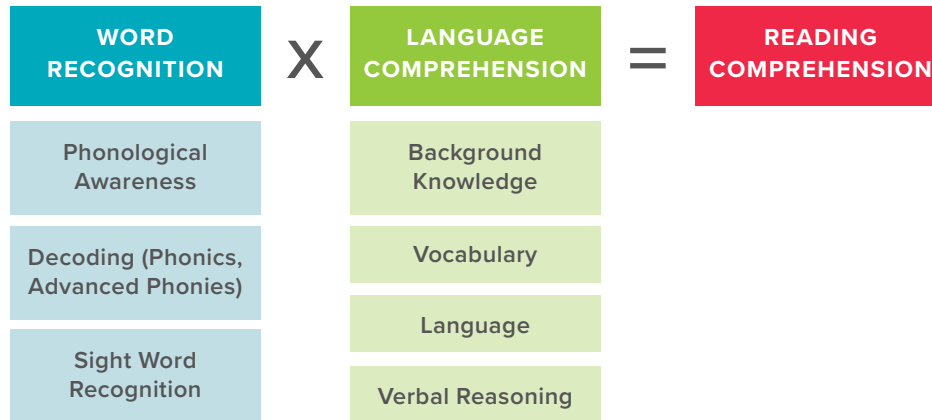 WORD
RECOGNITION
X
LANGUAGE
COMPREHENSION
=
READING
COMPREHENSION
Phonological
Awareness
Decoding (Phonics,
Advanced Phonies)
Sight Word
Recognition
Background
Knowledge
Vocabulary
Language
Verbal Reasoning